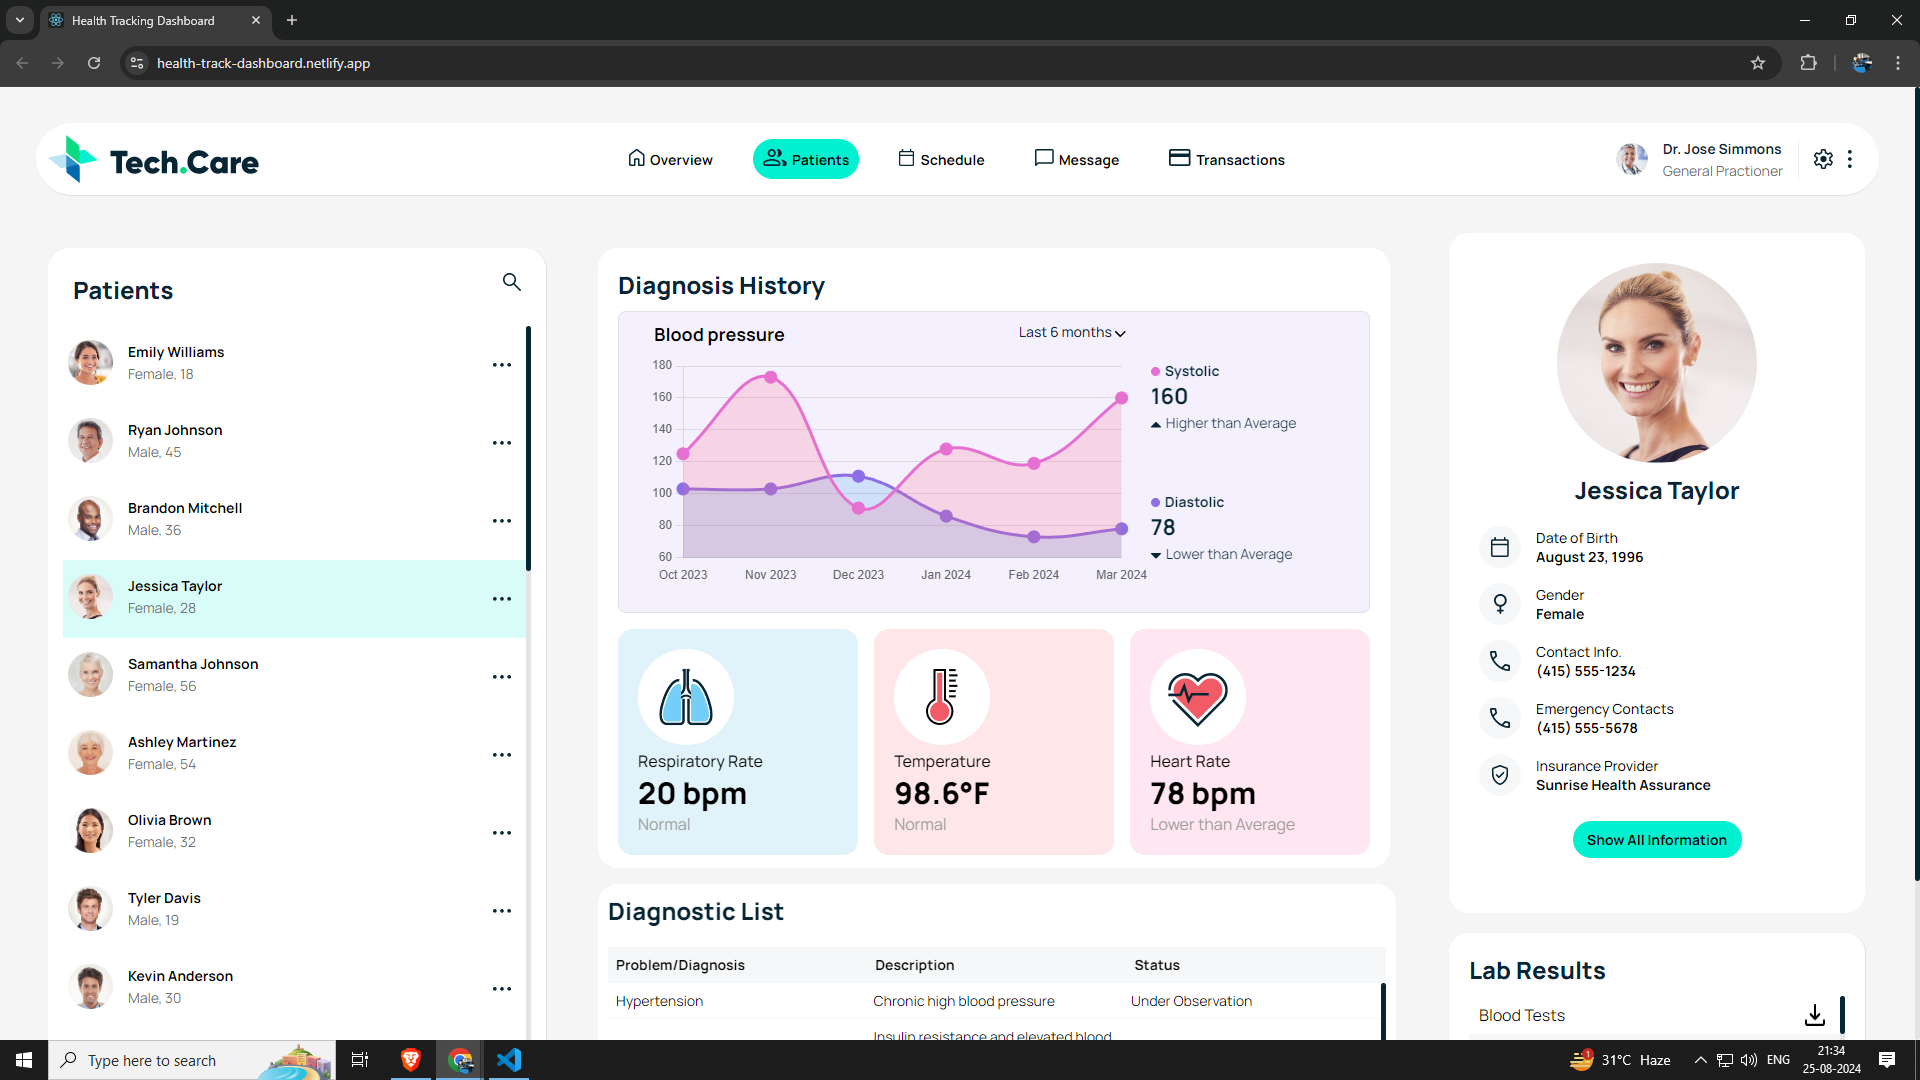 Health Tracking Dashboard
health-track-dashboard.netlify.app
Tech.Care
Overview
Patients
Schedule
Message
Transactions
Dr. Jose Simmons
General Practioner
Patients
Emily Williams
Female, 18
Ryan Johnson
Male, 45
Brandon Mitchell
Male, 36
Jessica Taylor
Female, 28
Samantha Johnson
Female, 56
Ashley Martinez
Female, 54
Olivia Brown
Female, 32
Tyler Davis
Male, 19
Kevin Anderson
Male, 30
Diagnosis History
Blood pressure
Last 6 months
180
160
140
120
100
80
60
Oct 2023 Nov 2023 Dec 2023 Jan 2024 Feb 2024 Mar 2024
Systolic
160
Higher than Average
Diastolic
78
Lower than Average
Respiratory Rate
20 bpm
Normal
Temperature
98.6°F
Normal
Heart Rate
78 bpm
Lower than Average
Diagnostic List
Problem/Diagnosis Description Status
Hypertension Chronic high blood pressure Under Observation
Insulin resistance and elevated blood
Jessica Taylor
Date of Birth
August 23, 1996
Gender
Female
Contact Info.
(415) 555-1234
Emergency Contacts
(415) 555-5678
Insurance Provider
Sunrise Health Assurance
Show All Information
Lab Results
Blood Tests
Type here to search
1
31°C Haze
ENG
21:34
25-08-2024